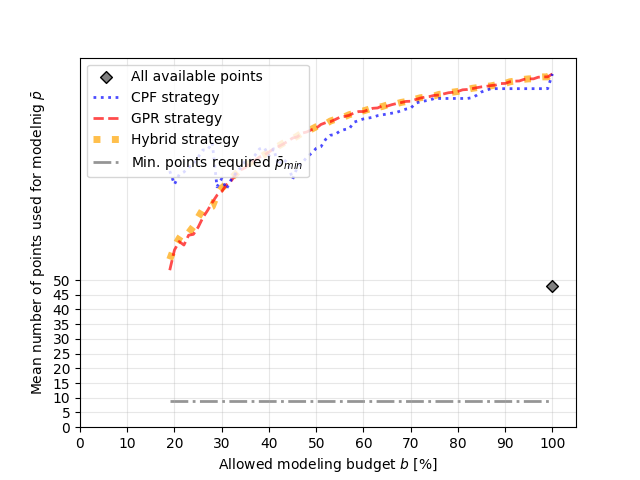 All available points
CPF strategy
GPR strategy
Hybrid strategy
Min. points required p̄min
Mean number of points used for modelnig p̄
50
45
40
35
30
25
20
15
10
5
0
0 10 20 30 40 50 60 70 80 90 100
Allowed modeling budget b [%]